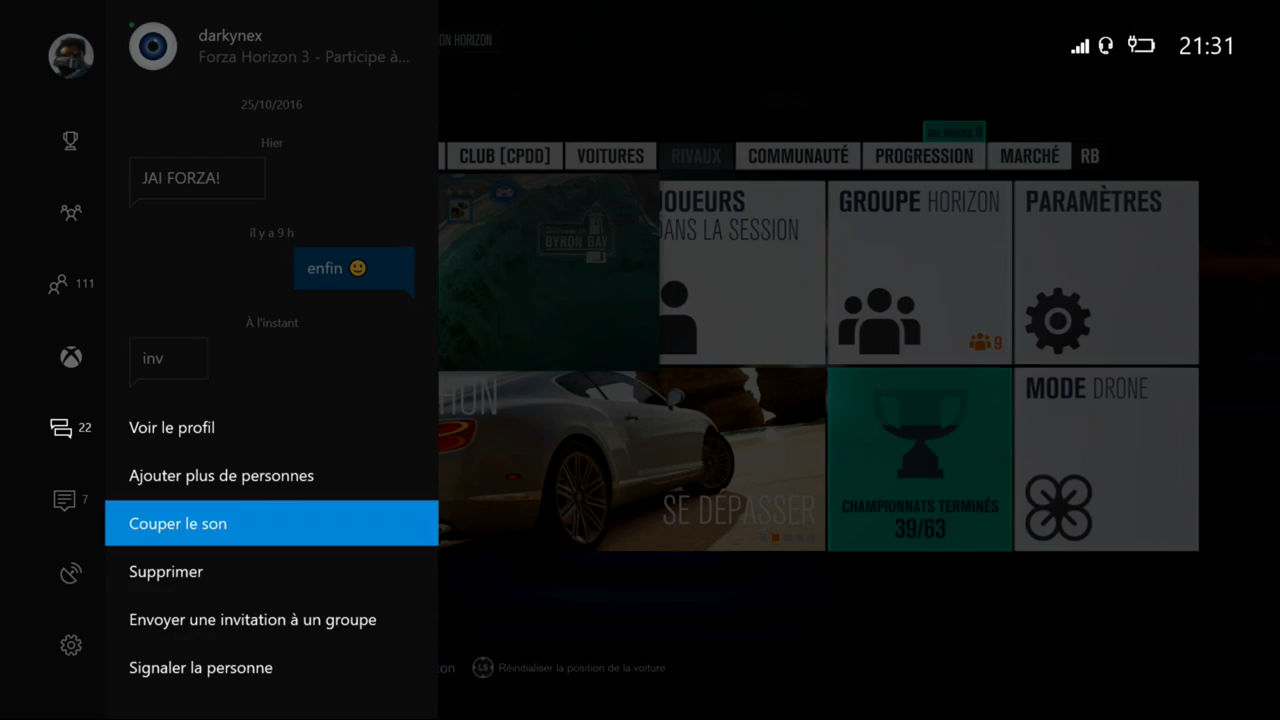 darkynex
Forza Horizon 3 - Participe à...
25/10/2016
Hier
JAI FORZA!
il y a 9 h
enfin 🙂
À l'instant
inv
Voir le profil
Ajouter plus de personnes
Couper le son
Supprimer
Envoyer une invitation à un groupe
Signaler la personne
111
22
7
21:31
ON HORIZON
CLUB [CPDD]
VOITURES
RIVAUX
COMMUNAUTÉ
PROGRESSION
MARCHÉ
RB
BYRON BAY
JOUEURS
DANS LA SESSION
GROUPE HORIZON
9
PARAMÈTRES
HON
SE DÉPASSER
CHAMPIONNATS TERMINÉS
39/63
MODE DRONE
on
LS
Réinitialiser la position de la voiture